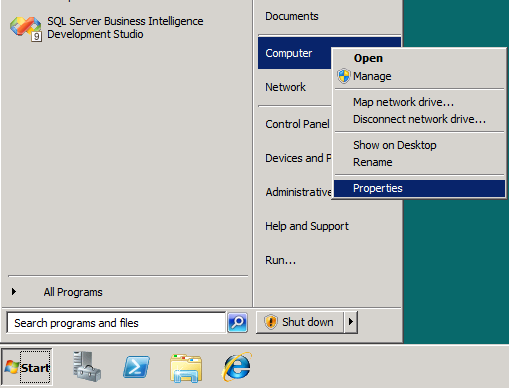 SQL Server Business Intelligence
Development Studio
9
Documents
Computer
Network
Control Panel
Devices and P
Administrative
Help and Support
Run...
Open
Manage
Map network drive...
Disconnect network drive...
Show on Desktop
Rename
Properties
All Programs
Search programs and files
Shut down
Start